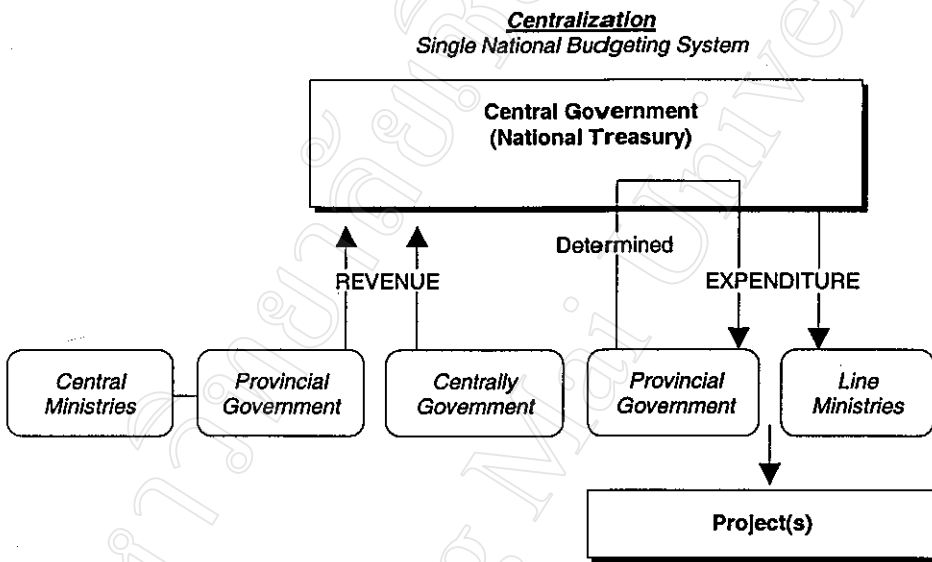 Centralization
Single National Budgeting System
Central Government
(National Treasury)
Determined
REVENUE
EXPENDITURE
Central
Ministries
Provincial
Government
Centrally
Government
Provincial
Government
Line
Ministries
Project(s)